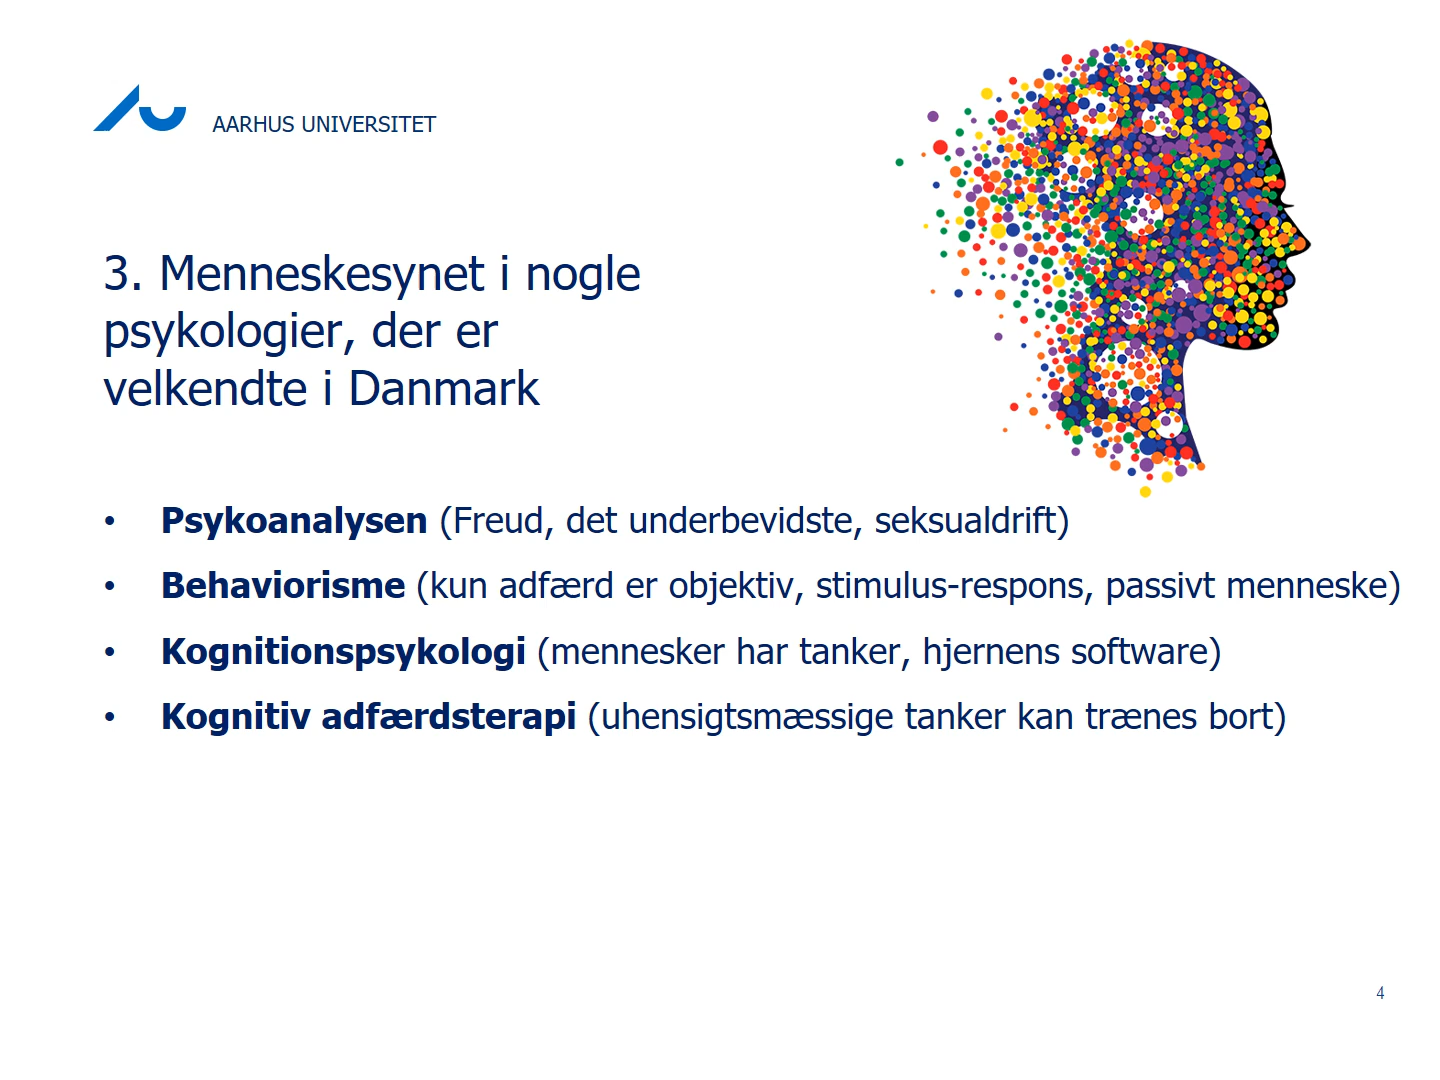 AARHUS UNIVERSITET
3. Menneskesynet i nogle
psykologier, der er
velkendte i Danmark
• Psykoanalysen (Freud, det underbevidste, seksualdrift)
• Behaviorisme (kun adfærd er objektiv, stimulus-respons, passivt menneske)
• Kognitionspsykologi (mennesker har tanker, hjernens software)
• Kognitiv adfærdsterapi (uhensigtsmæssige tanker kan trænes bort)
4